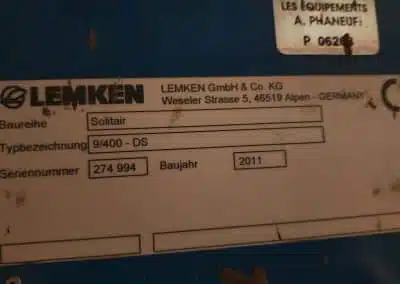 LES ÉQUIPEMENTS
A. PHANEUF
LEMKEN
LEMKEN GmbH & Co. KG
Weseler Strasse 5, 46519 Alpen - GERMANY
Baureihe Solitair
Typbezeichnung 9/400 - DS
Seriennummer 274 994 Baujahr 2011